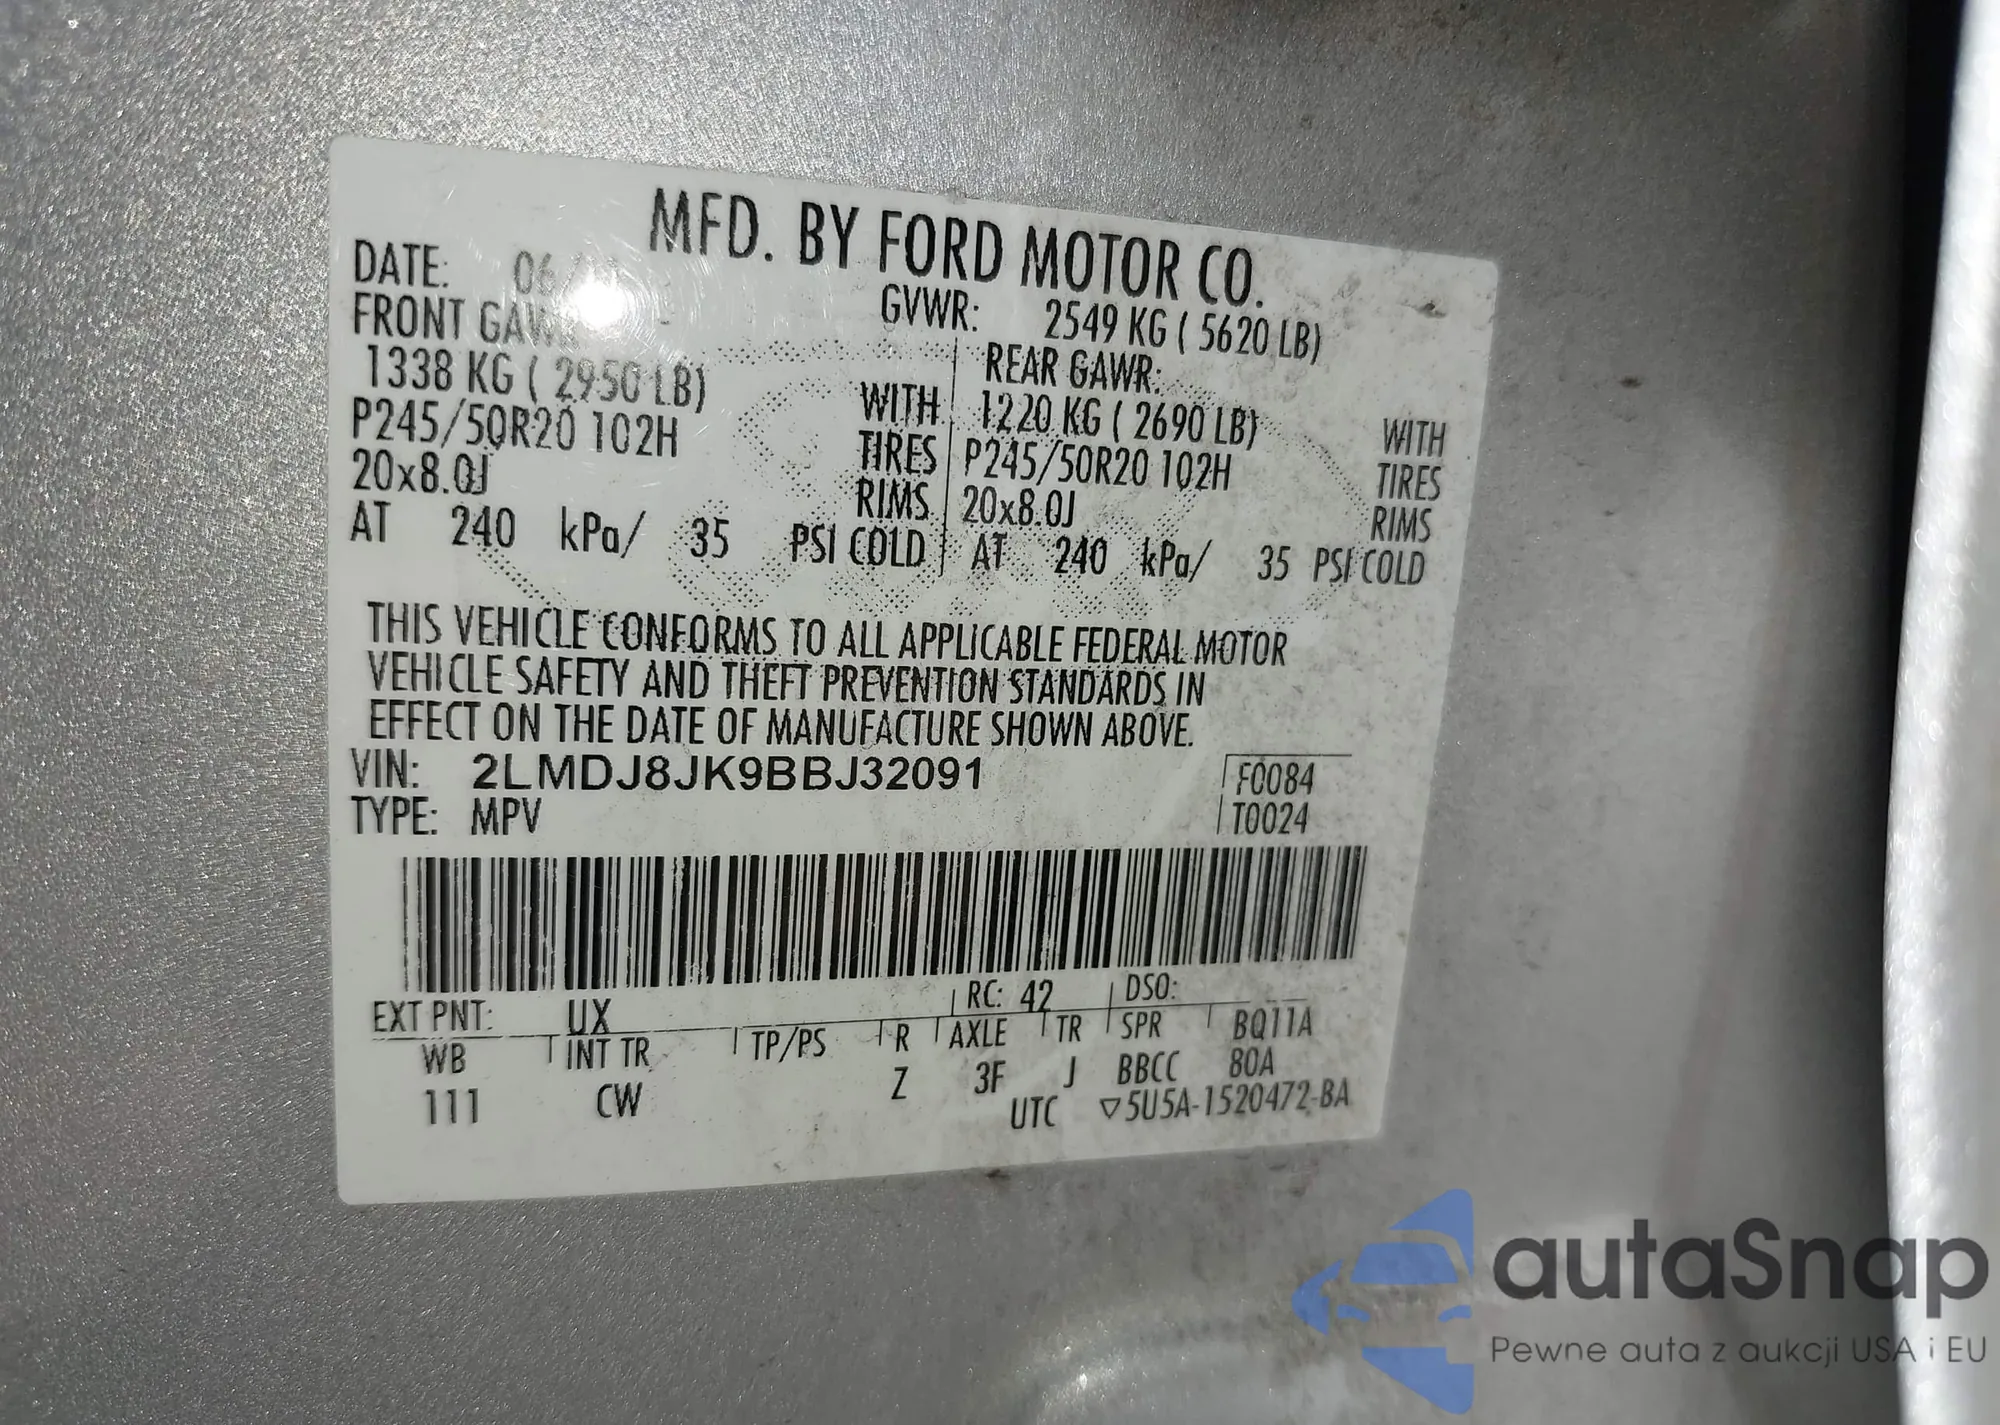 MFD. BY FORD MOTOR CO.
DATE: 06/
GVWR: 2549 KG ( 5620 LB)
FRONT GAWR
REAR GAWR:
1338 KG ( 2950 LB) WITH
1220 KG ( 2690 LB) WITH
P245/50R20 102H TIRES
P245/50R20 102H TIRES
20x8.0J RIMS
20x8.0J RIMS
AT 240 kPa/ 35 PSI COLD
AT 240 kPa/ 35 PSI COLD
THIS VEHICLE CONFORMS TO ALL APPLICABLE FEDERAL MOTOR
VEHICLE SAFETY AND THEFT PREVENTION STANDARDS IN
EFFECT ON THE DATE OF MANUFACTURE SHOWN ABOVE.
VIN: 2LMDJ8JK9BBJ32091 F0084
TYPE: MPV T0024
EXT PNT: UX RC: 42 DSO:
WB INT TR TP/PS R AXLE TR SPR BQ11A
111 CW Z 3F J BBCC 80A
UTC ▽5U5A-1520472-BA
autaSnap
Pewne auta z aukcji USA i EU